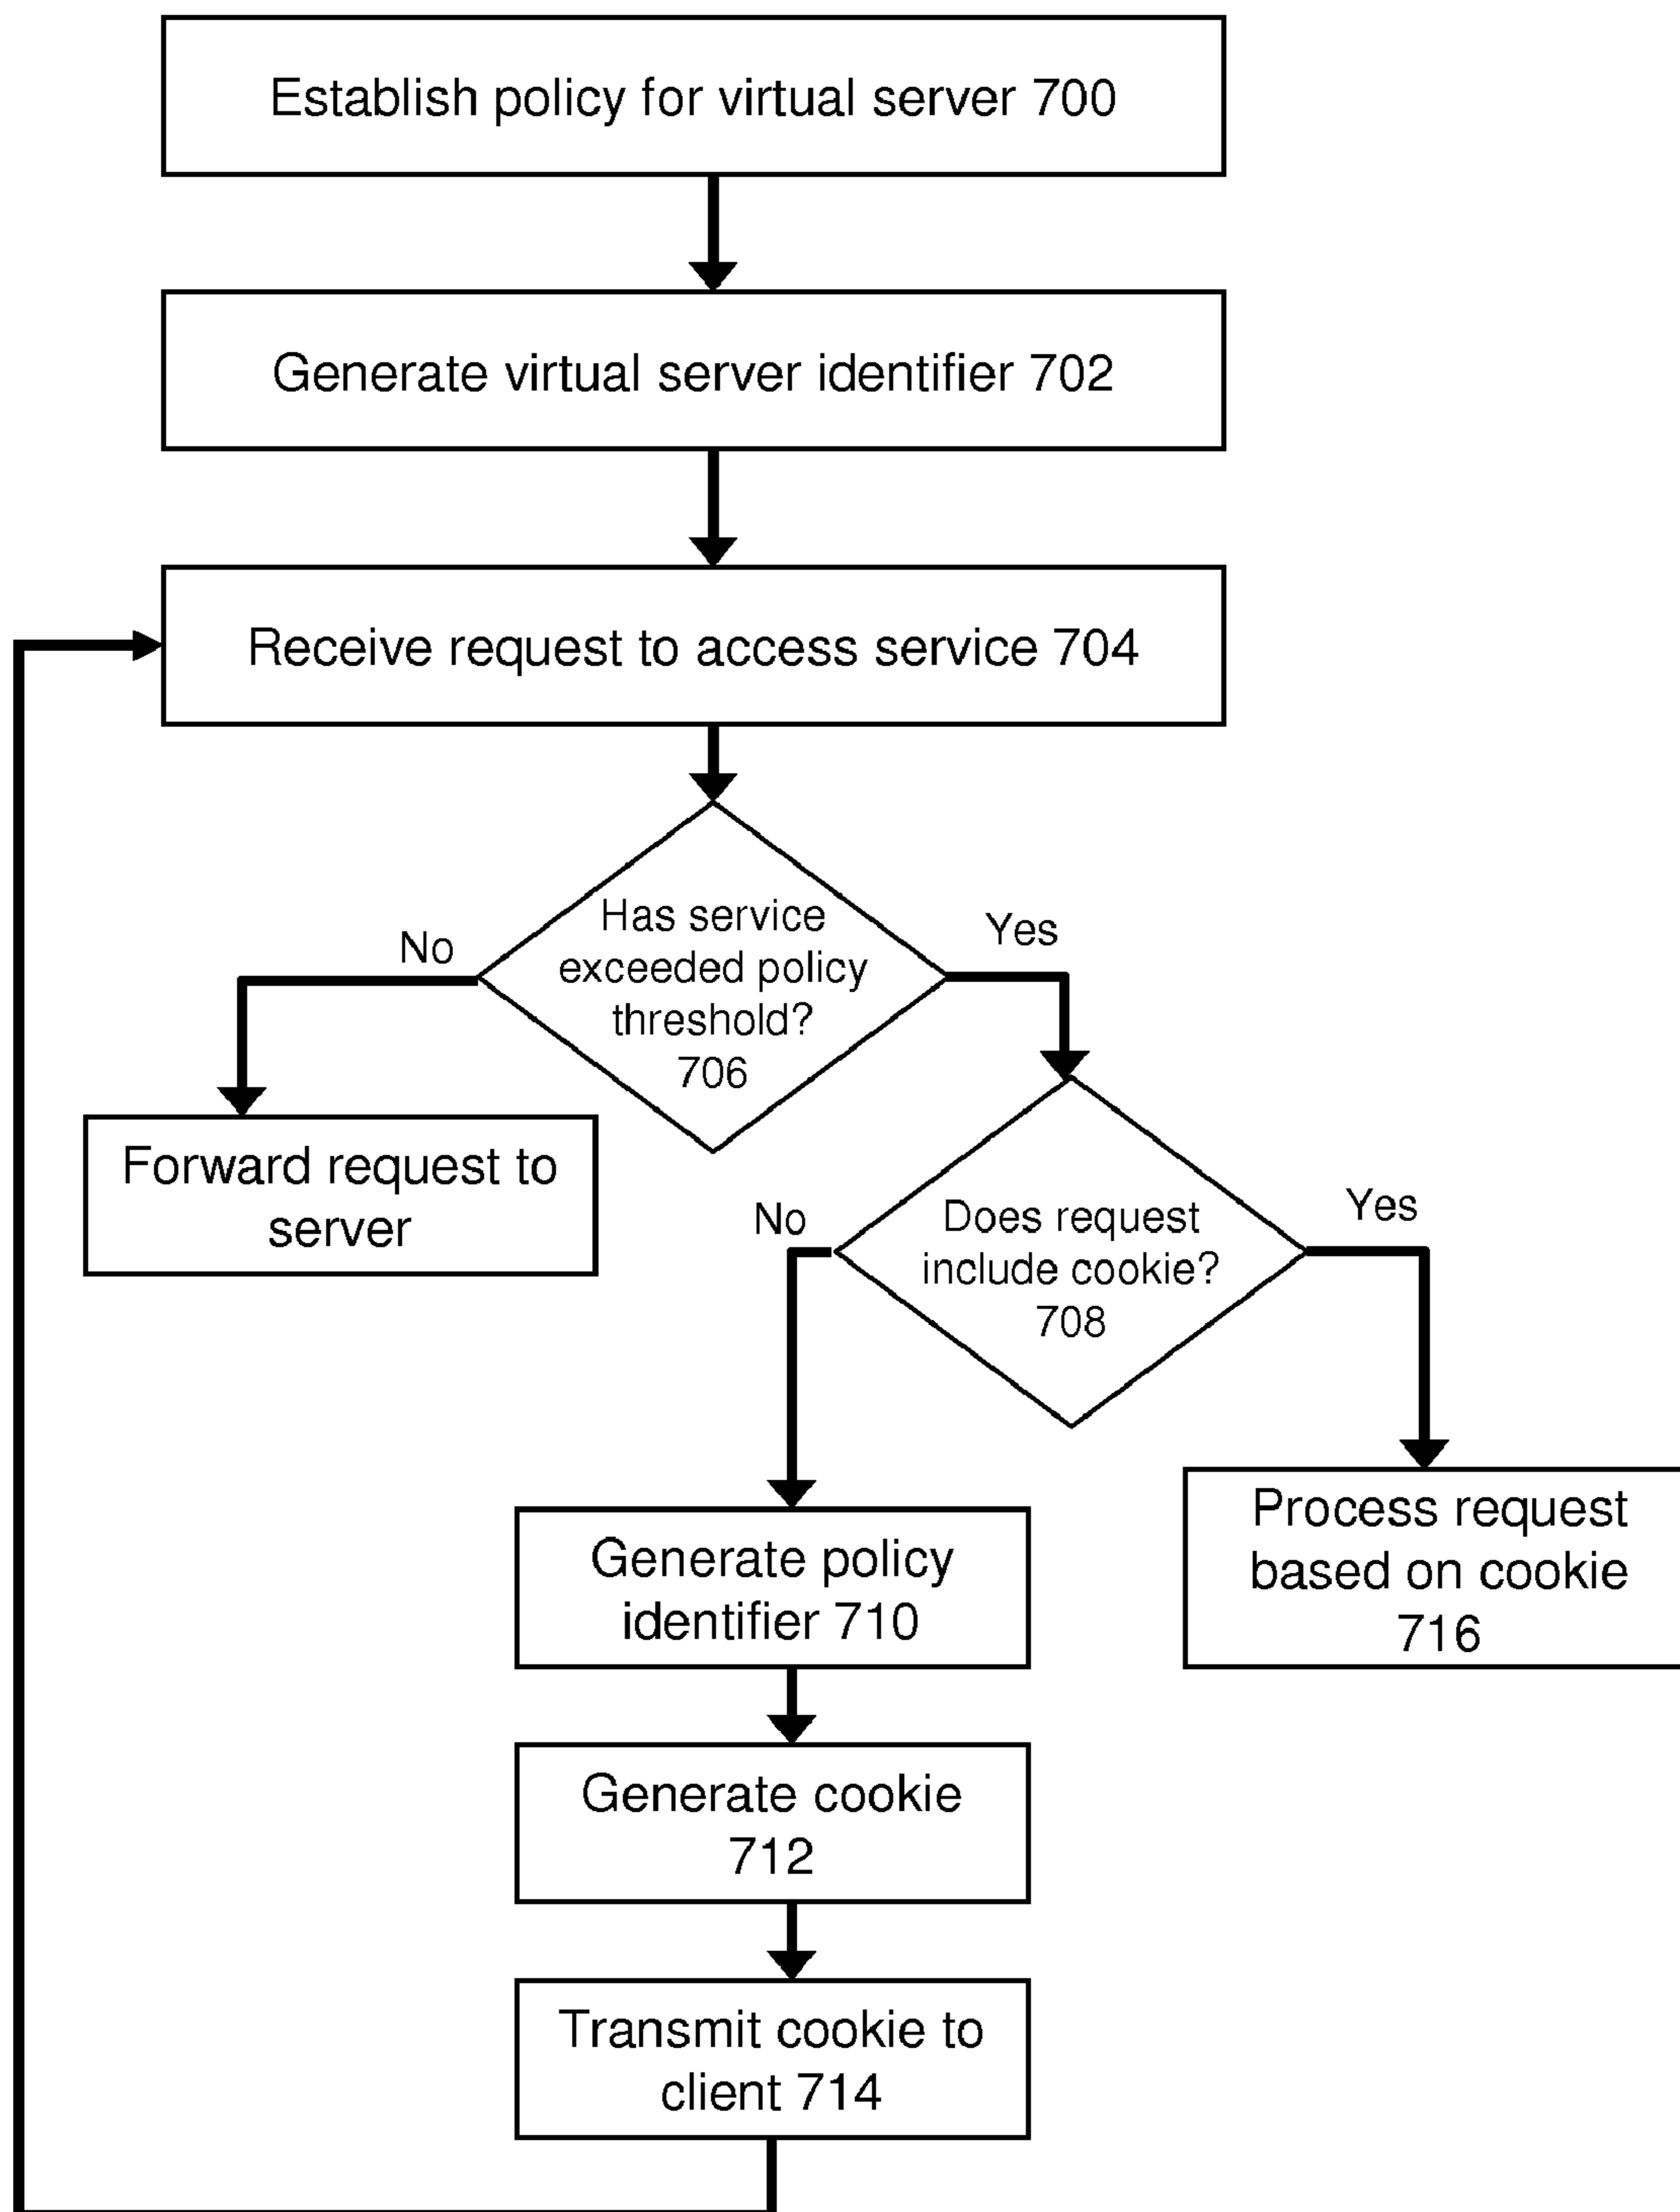 Establish policy for virtual server 700
Generate virtual server identifier 702
Receive request to access service 704
Has service
exceeded policy
threshold?
706
No
Yes
Forward request to
server
Does request
include cookie?
708
No
Yes
Generate policy
identifier 710
Process request
based on cookie
716
Generate cookie
712
Transmit cookie to
client 714